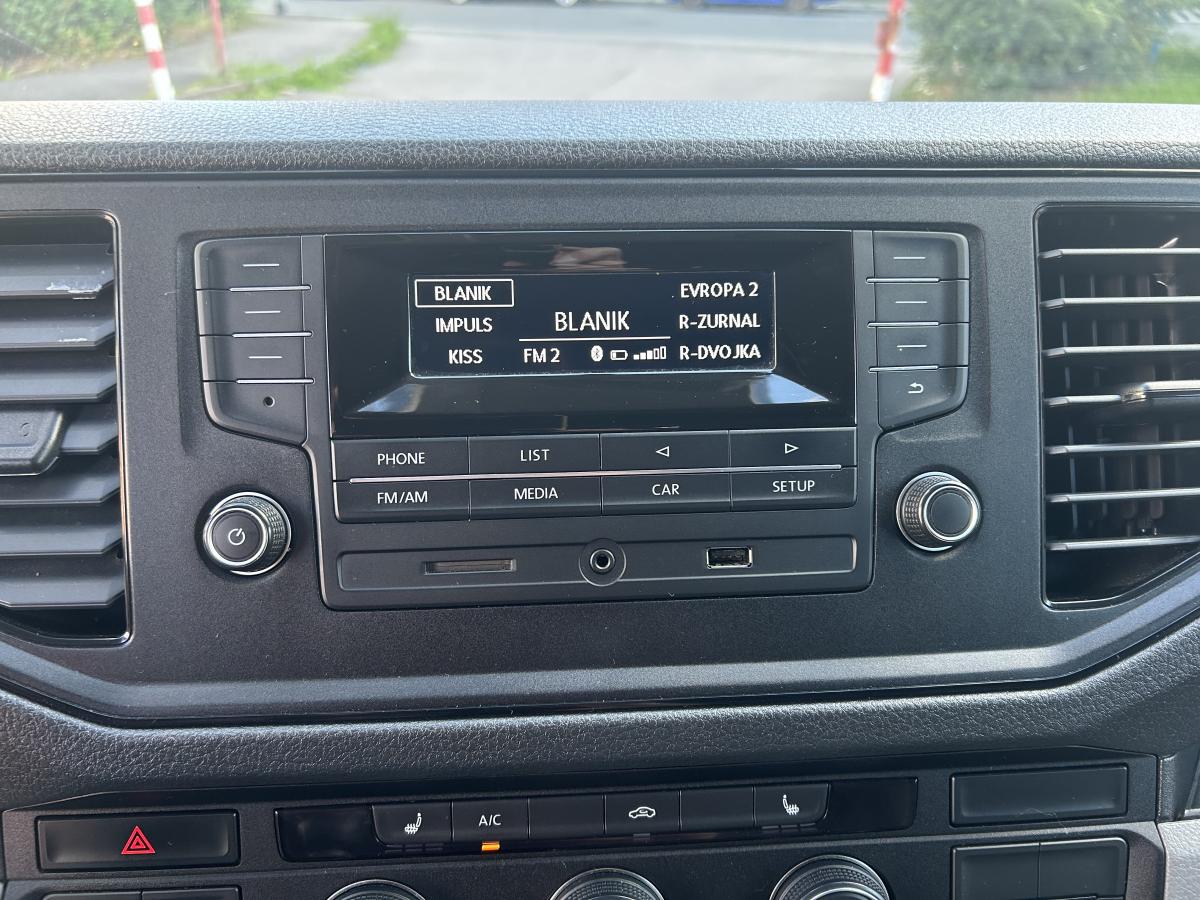 BLANIK
EVROPA 2
IMPULS
BLANIK
R-ZURNAL
KISS
FM 2
R-DVOJKA
PHONE
LIST
FM/AM
MEDIA
CAR
SETUP
A/C